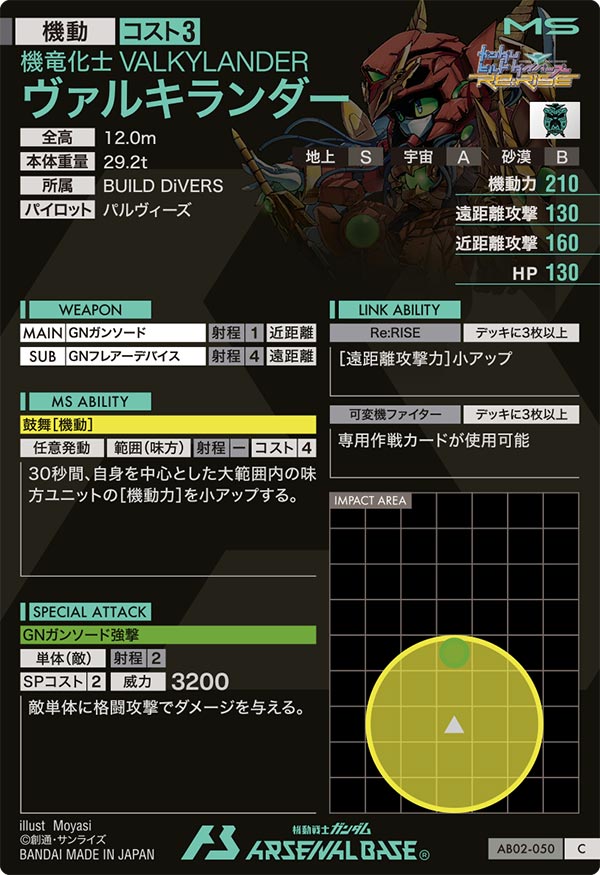 機動 コスト3 MS
機竜化士 VALKYLANDER
ヴァルキランダー
ガンダム ビルドダイバーズ Re:RISE
全高 12.0m
本体重量 29.2t
所属 BUILD DiVERS
パイロット パルヴィーズ
地上 S 宇宙 A 砂漠 B
機動力 210
遠距離攻撃 130
近距離攻撃 160
HP 130
WEAPON
MAIN GNガンソード 射程 1 近距離
SUB GNフレアーデバイス 射程 4 遠距離
MS ABILITY
鼓舞[機動]
任意発動 範囲(味方) 射程 ー コスト 4
30秒間、自身を中心とした大範囲内の味
方ユニットの[機動力]を小アップする。
SPECIAL ATTACK
GNガンソード強撃
単体(敵) 射程 2
SPコスト 2 威力 3200
敵単体に格闘攻撃でダメージを与える。
LINK ABILITY
Re:RISE デッキに3枚以上
[遠距離攻撃力]小アップ
可変機ファイター デッキに3枚以上
専用作戦カードが使用可能
IMPACT AREA
illust Moyasi
©創通・サンライズ
BANDAI MADE IN JAPAN
機動戦士ガンダム
AB ARSENAL BASE®
AB02-050 C